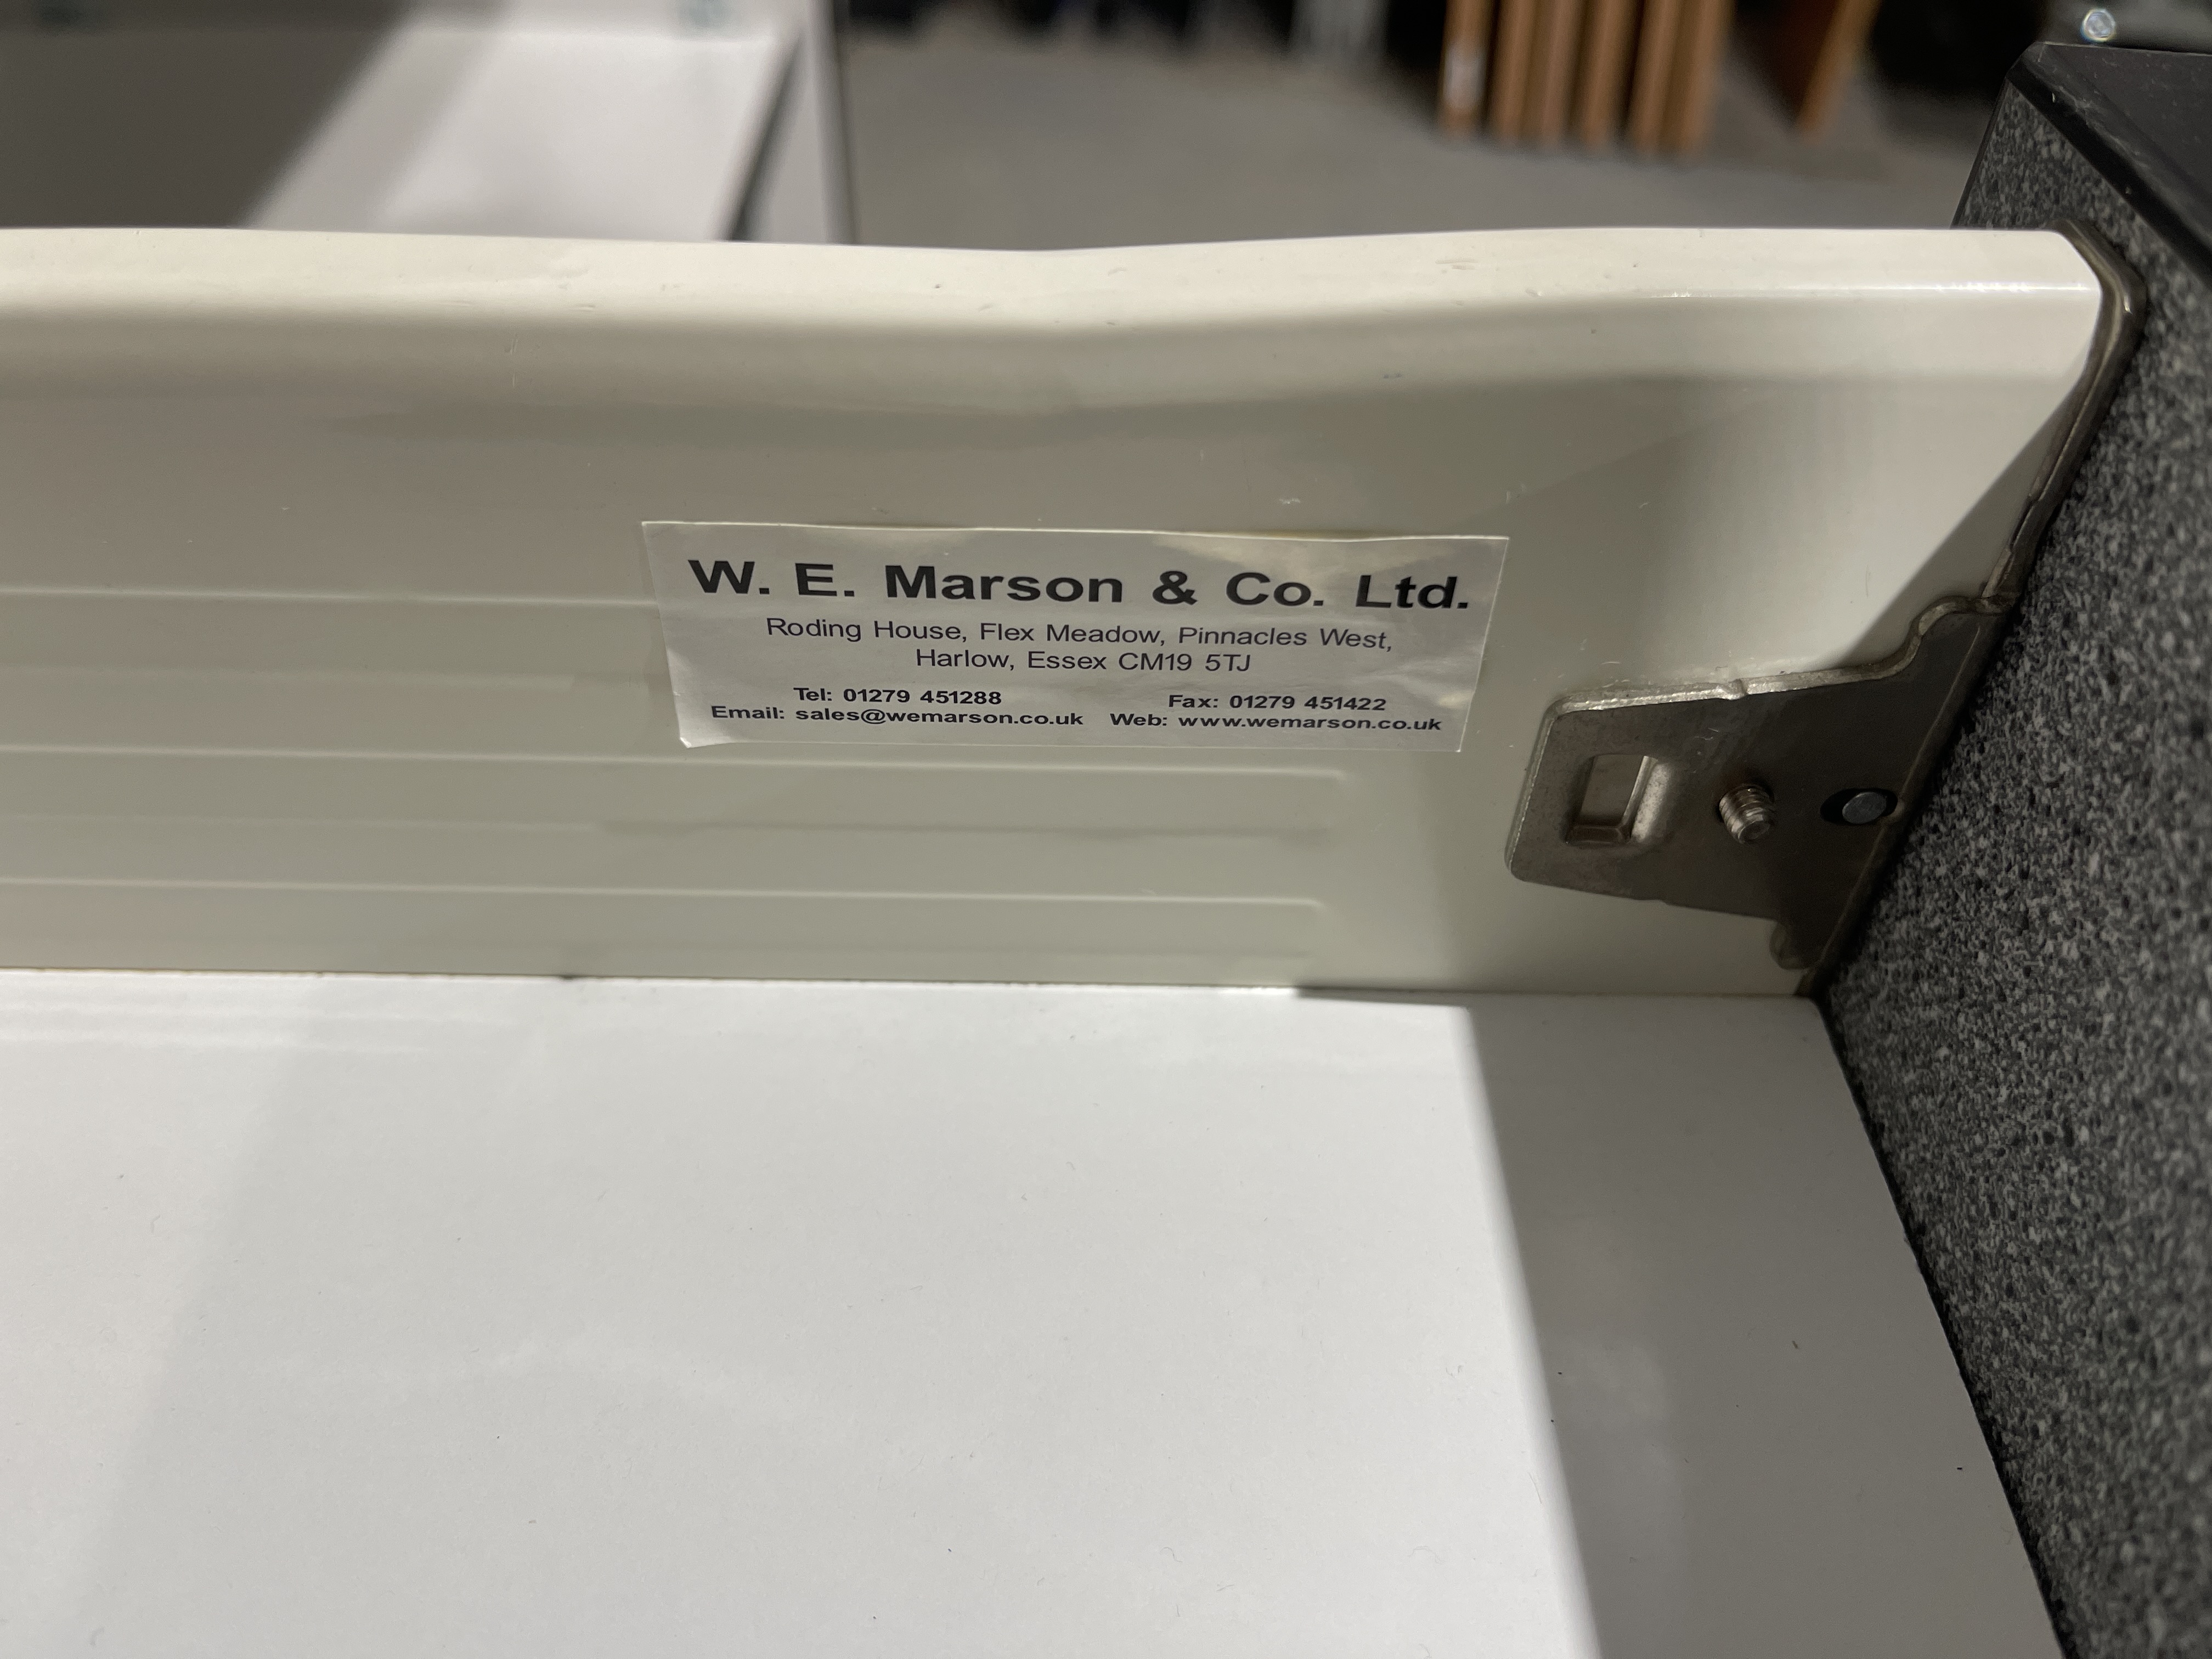 W. E. Marson & Co. Ltd.
Roding House, Flex Meadow, Pinnacles West,
Harlow, Essex CM19 5TJ
Tel: 01279 451288 Fax: 01279 451422
Email: sales@wemarson.co.uk Web: www.wemarson.co.uk